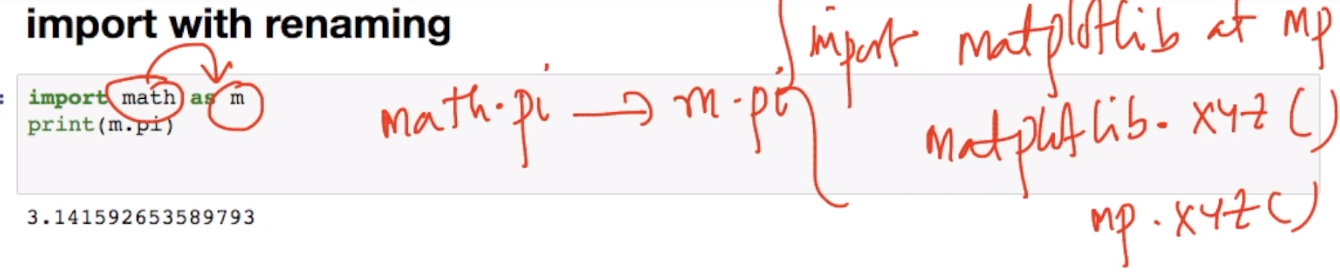 import with renaming
import math as m
print(m.pi)
3.141592653589793
math.pi → m.pi
import matplotlib at mp
matplotlib. xyz()
mp.xyz()